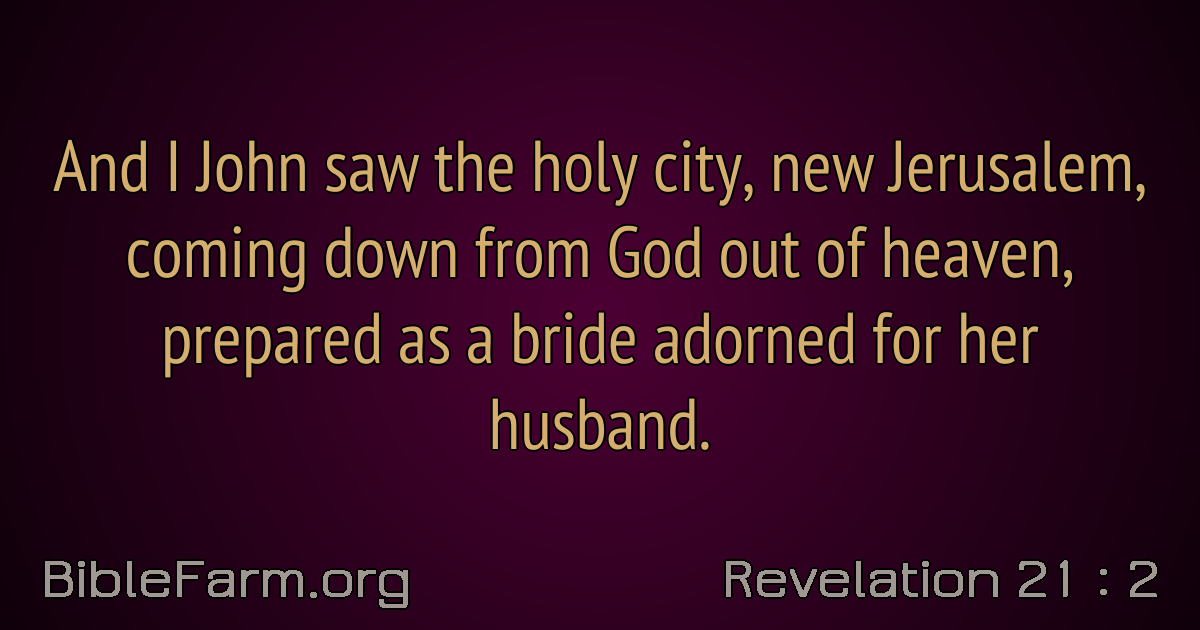 And I John saw the holy city, new Jerusalem,
coming down from God out of heaven,
prepared as a bride adorned for her
husband.
BibleFarm.org
Revelation 21 : 2